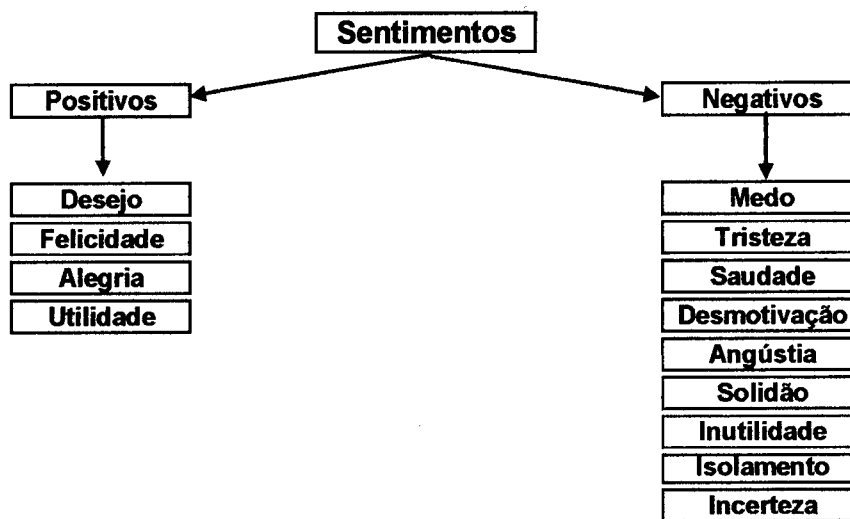 Sentimentos
Positivos
Negativos
Desejo
Felicidade
Alegria
Utilidade
Medo
Tristeza
Saudade
Desmotivação
Angústia
Solidão
Inutilidade
Isolamento
Incerteza